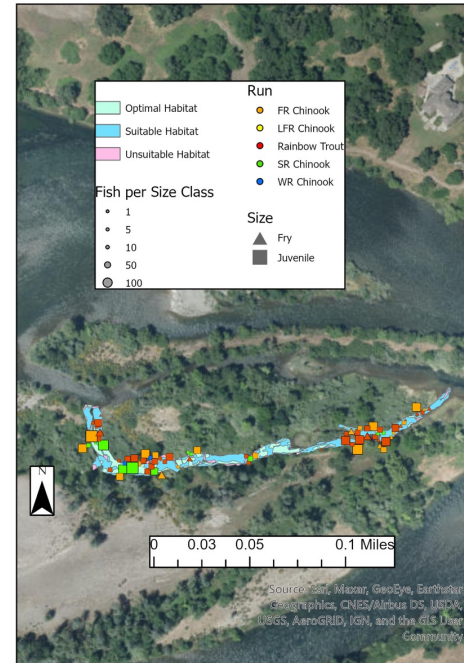 Optimal Habitat
Suitable Habitat
Unsuitable Habitat
Fish per Size Class
1
5
10
50
100
Run
FR Chinook
LFR Chinook
Rainbow Trout
SR Chinook
WR Chinook
Size
Fry
Juvenile
N
0 0.03 0.05 0.1 Miles
Source: Esri, Maxar, GeoEye, Earthstar
Geographics, CNES/Airbus DS, USDA,
USGS, AeroGRID, IGN, and the GIS User
Community